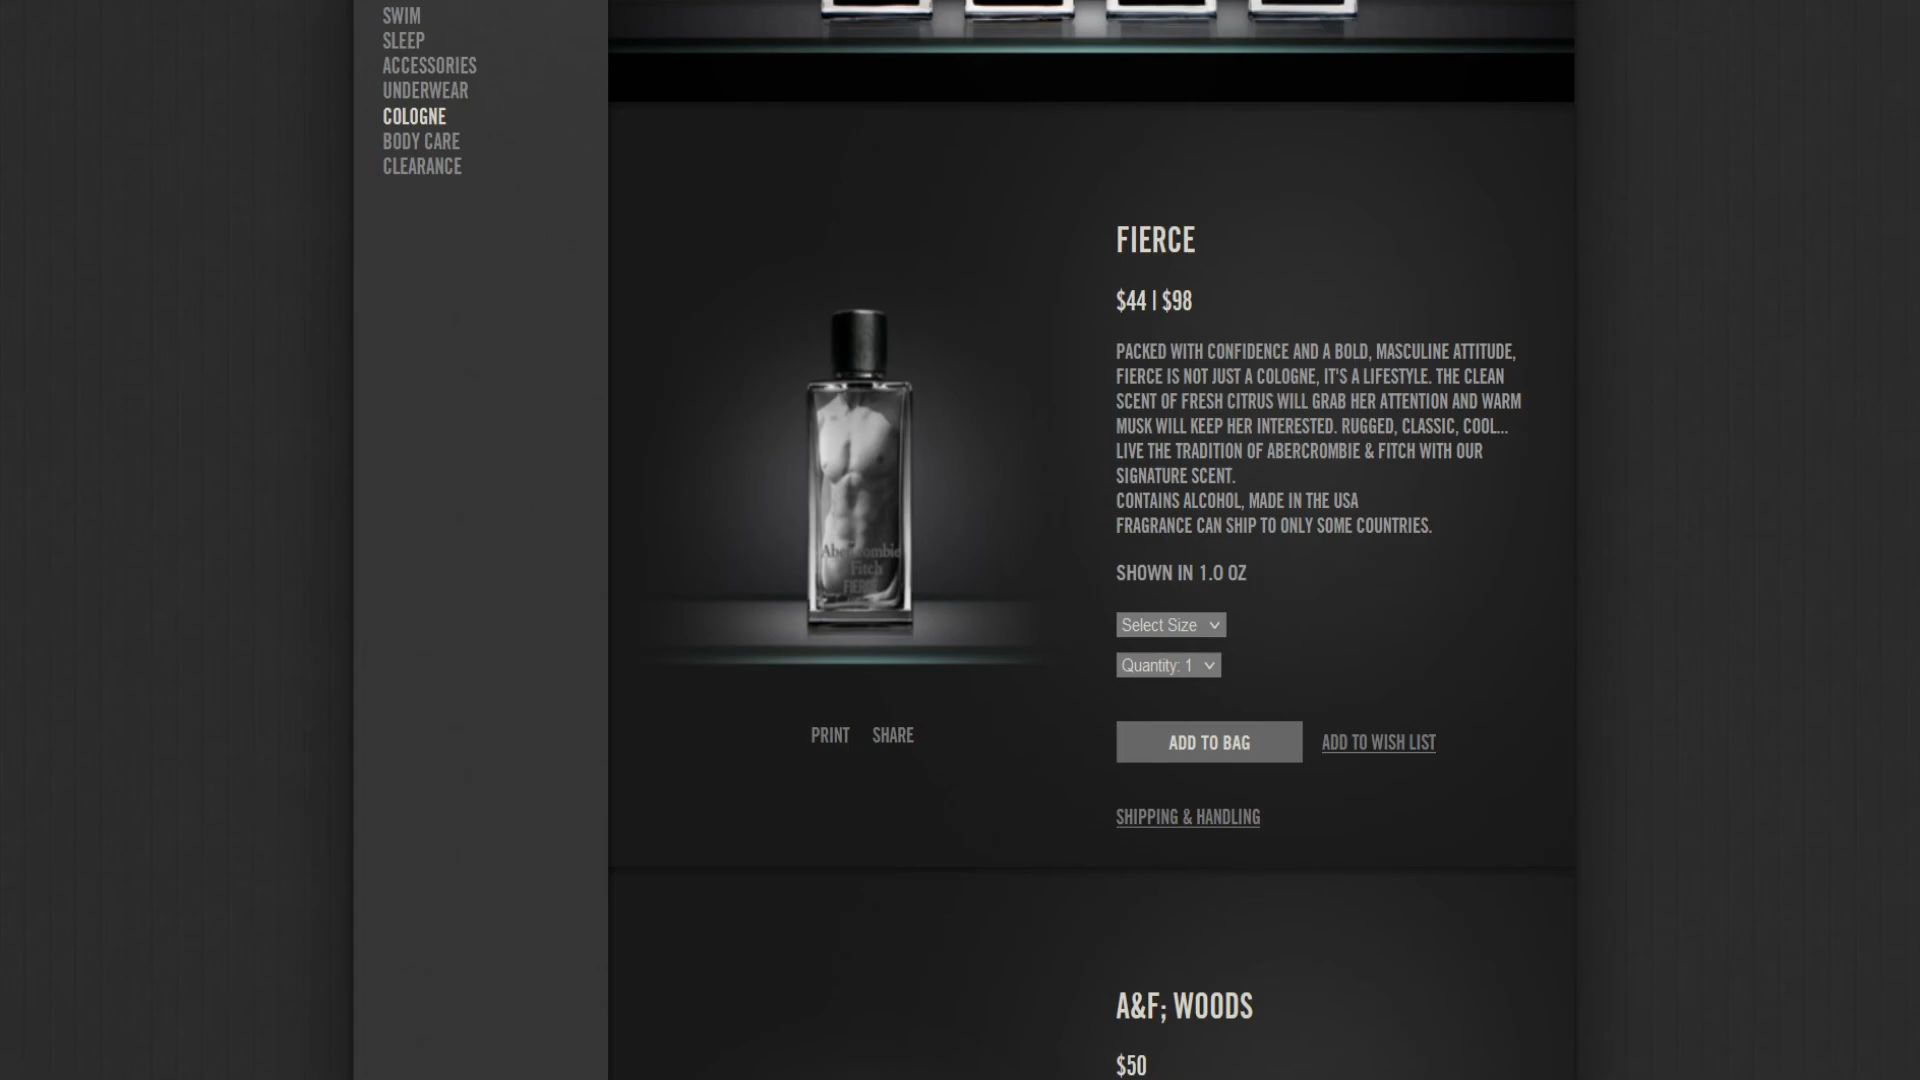 SWIM
SLEEP
ACCESSORIES
UNDERWEAR
COLOGNE
BODY CARE
CLEARANCE
FIERCE
$44 | $98
PACKED WITH CONFIDENCE AND A BOLD, MASCULINE ATTITUDE,
FIERCE IS NOT JUST A COLOGNE, IT'S A LIFESTYLE. THE CLEAN
SCENT OF FRESH CITRUS WILL GRAB HER ATTENTION AND WARM
MUSK WILL KEEP HER INTERESTED. RUGGED, CLASSIC, COOL...
LIVE THE TRADITION OF ABERCROMBIE & FITCH WITH OUR
SIGNATURE SCENT.
CONTAINS ALCOHOL, MADE IN THE USA
FRAGRANCE CAN SHIP TO ONLY SOME COUNTRIES.
SHOWN IN 1.0 OZ
Select Size
Quantity: 1
ADD TO BAG
ADD TO WISH LIST
SHIPPING & HANDLING
Abercrombie
Fitch
FIERCE
PRINT
SHARE
A&F; WOODS
$50